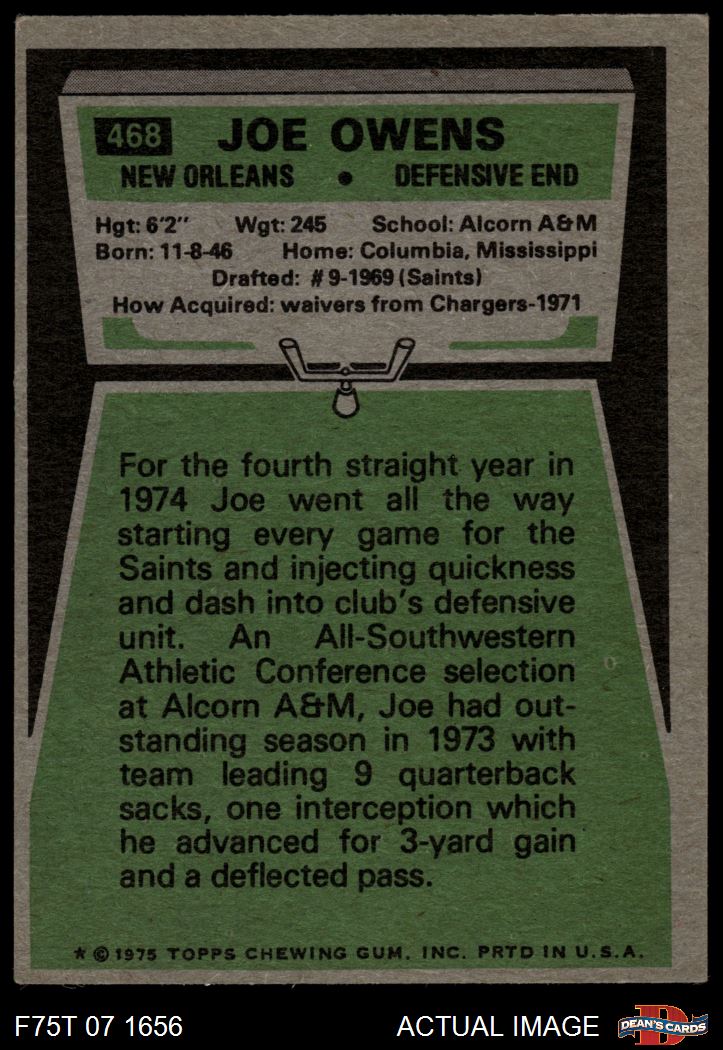 468 JOE OWENS
NEW ORLEANS • DEFENSIVE END
Hgt: 6'2" Wgt: 245 School: Alcorn A&M
Born: 11-8-46 Home: Columbia, Mississippi
Drafted: #9-1969 (Saints)
How Acquired: waivers from Chargers-1971
For the fourth straight year in
1974 Joe went all the way
starting every game for the
Saints and injecting quickness
and dash into club's defensive
unit. An All-Southwestern
Athletic Conference selection
at Alcorn A&M, Joe had out-
standing season in 1973 with
team leading 9 quarterback
sacks, one interception which
he advanced for 3-yard gain
and a deflected pass.
* © 1975 TOPPS CHEWING GUM, INC. PRTD IN U.S.A.
F75T 07 1656 ACTUAL IMAGE D DEAN'S CARDS